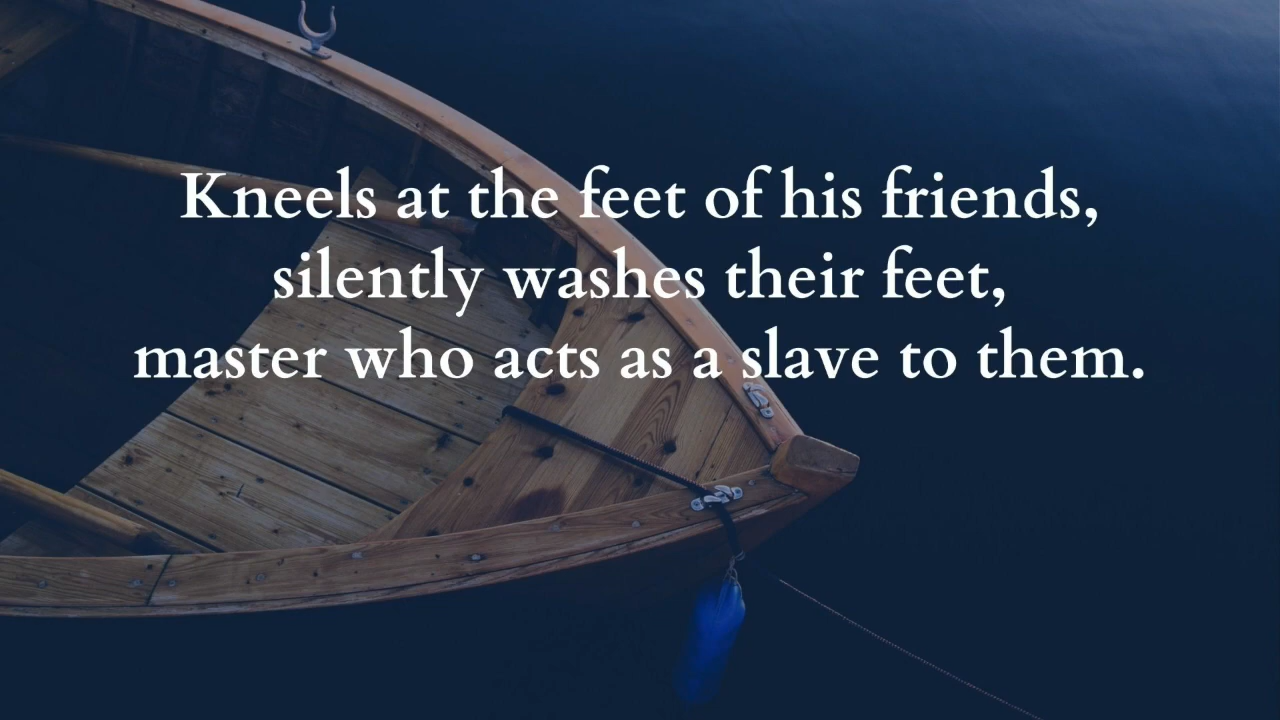 Kneels at the feet of his friends,
silently washes their feet,
master who acts as a slave to them.